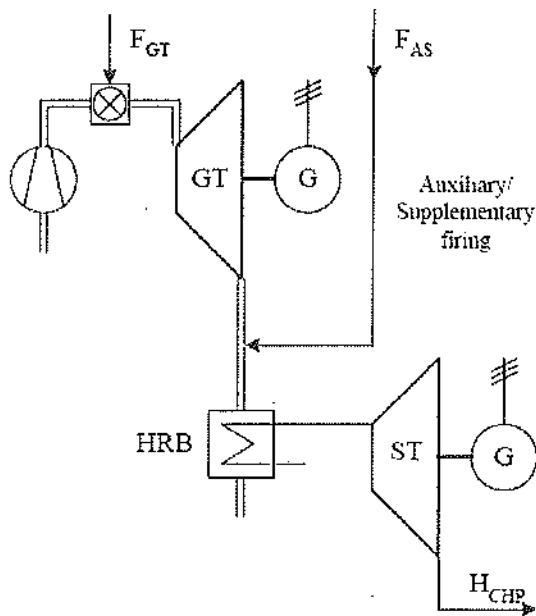 F_GT
F_AS
GT
G
Auxiliary/
Supplementary
firing
HRB
ST
G
H_CHP